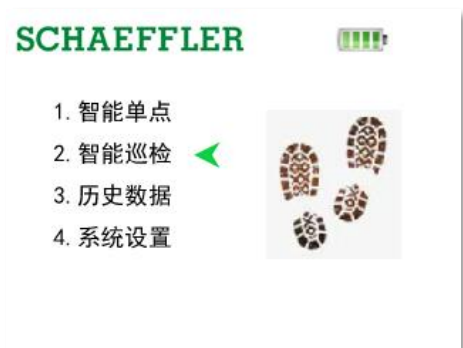 SCHAEFFLER
1. 智能单点
2. 智能巡检
3. 历史数据
4. 系统设置